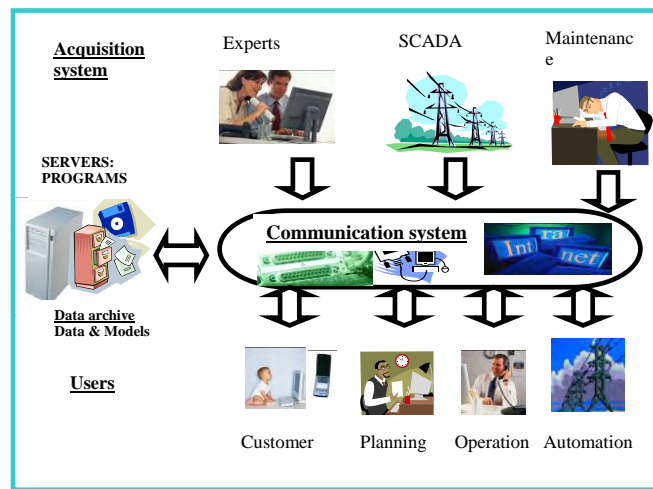 Acquisition
system
Experts
SCADA
Maintenanc
e
SERVERS:
PROGRAMS
Communication system
Int
ra
net
Data archive
Data & Models
Users
Customer
Planning
Operation
Automation